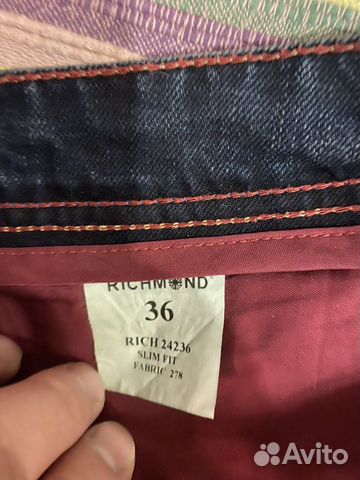 RICHMOND
36
RICH 24236
SLIM FIT
FABRIC 278
Avito